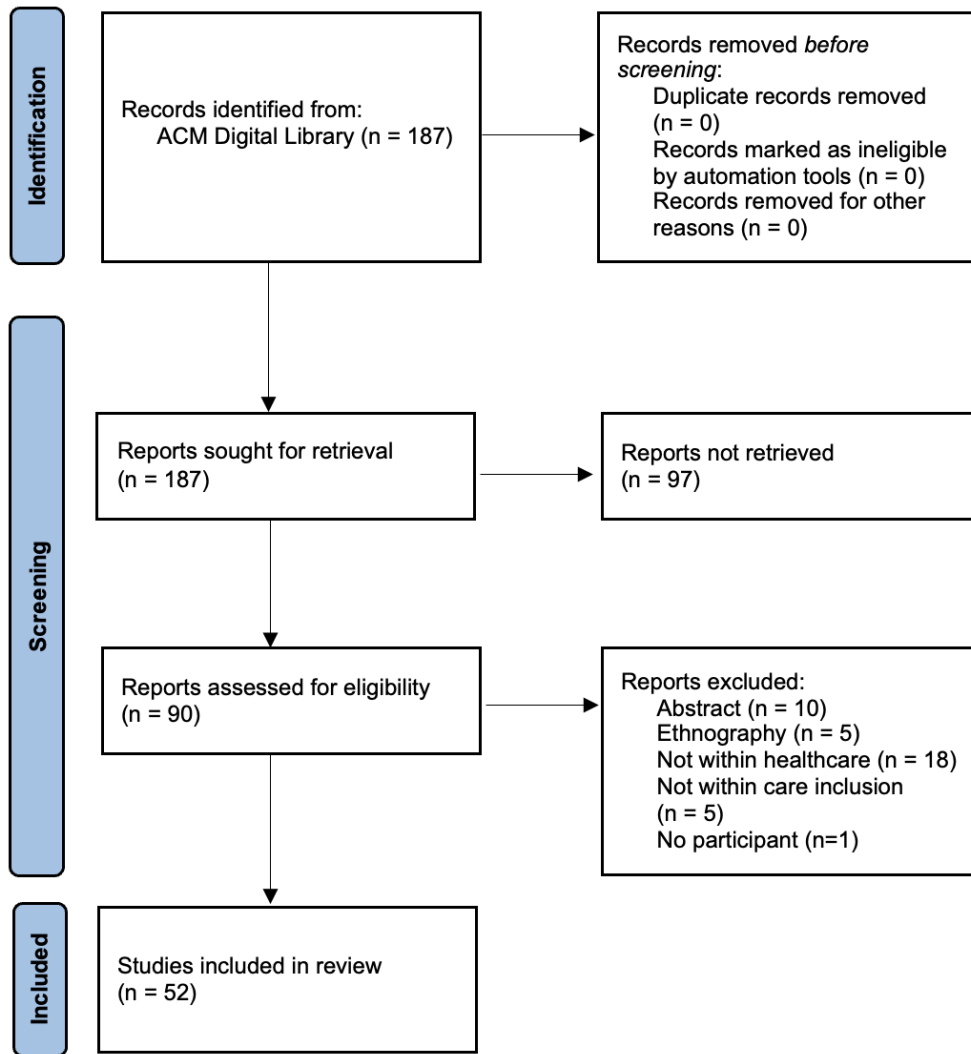 Identification
Records identified from:
ACM Digital Library (n = 187)
Records removed before
screening:
Duplicate records removed
(n = 0)
Records marked as ineligible
by automation tools (n = 0)
Records removed for other
reasons (n = 0)
Screening
Reports sought for retrieval
(n = 187)
Reports not retrieved
(n = 97)
Reports assessed for eligibility
(n = 90)
Reports excluded:
Abstract (n = 10)
Ethnography (n = 5)
Not within healthcare (n = 18)
Not within care inclusion
(n = 5)
No participant (n=1)
Included
Studies included in review
(n = 52)